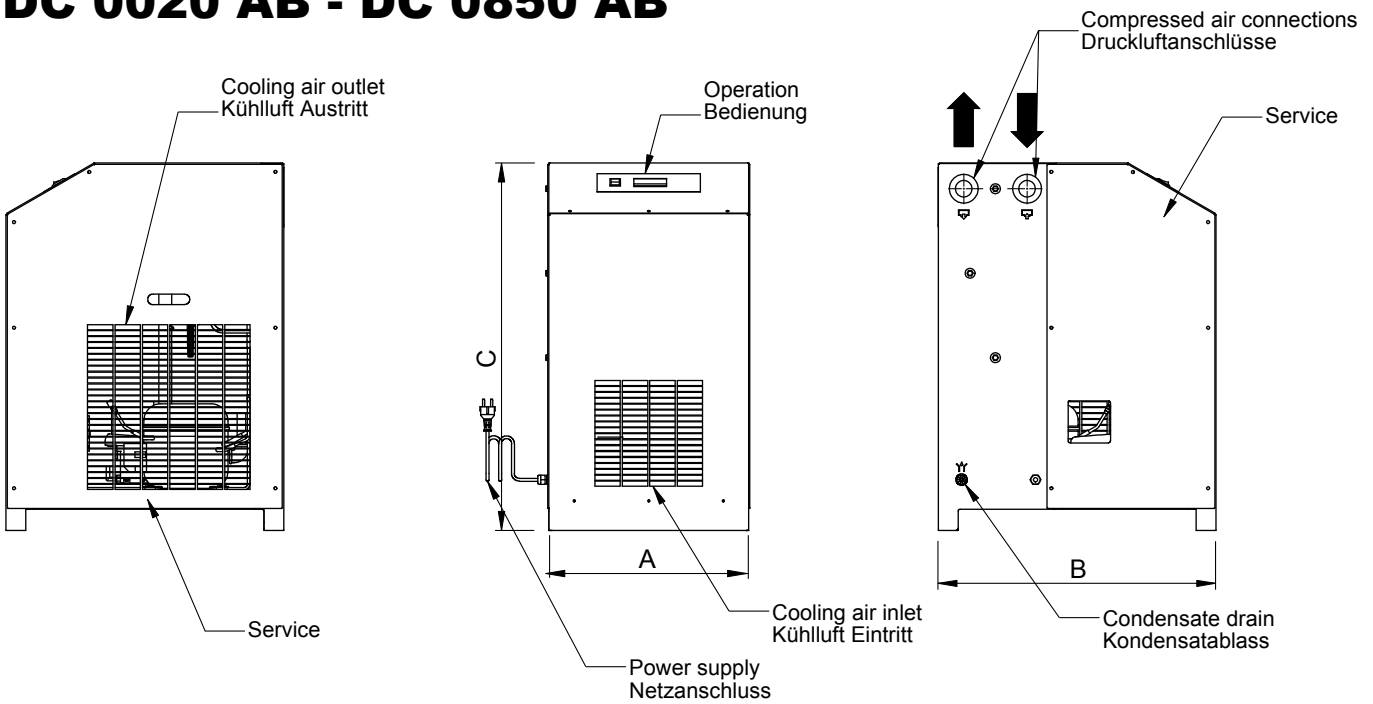 DC 0020 AB - DC 0850 AB
Compressed air connections
Druckluftanschlüsse
Cooling air outlet
Kühlluft Austritt
Operation
Bedienung
Service
C
A
B
Service
Cooling air inlet
Kühlluft Eintritt
Condensate drain
Kondensatablass
Power supply
Netzanschluss